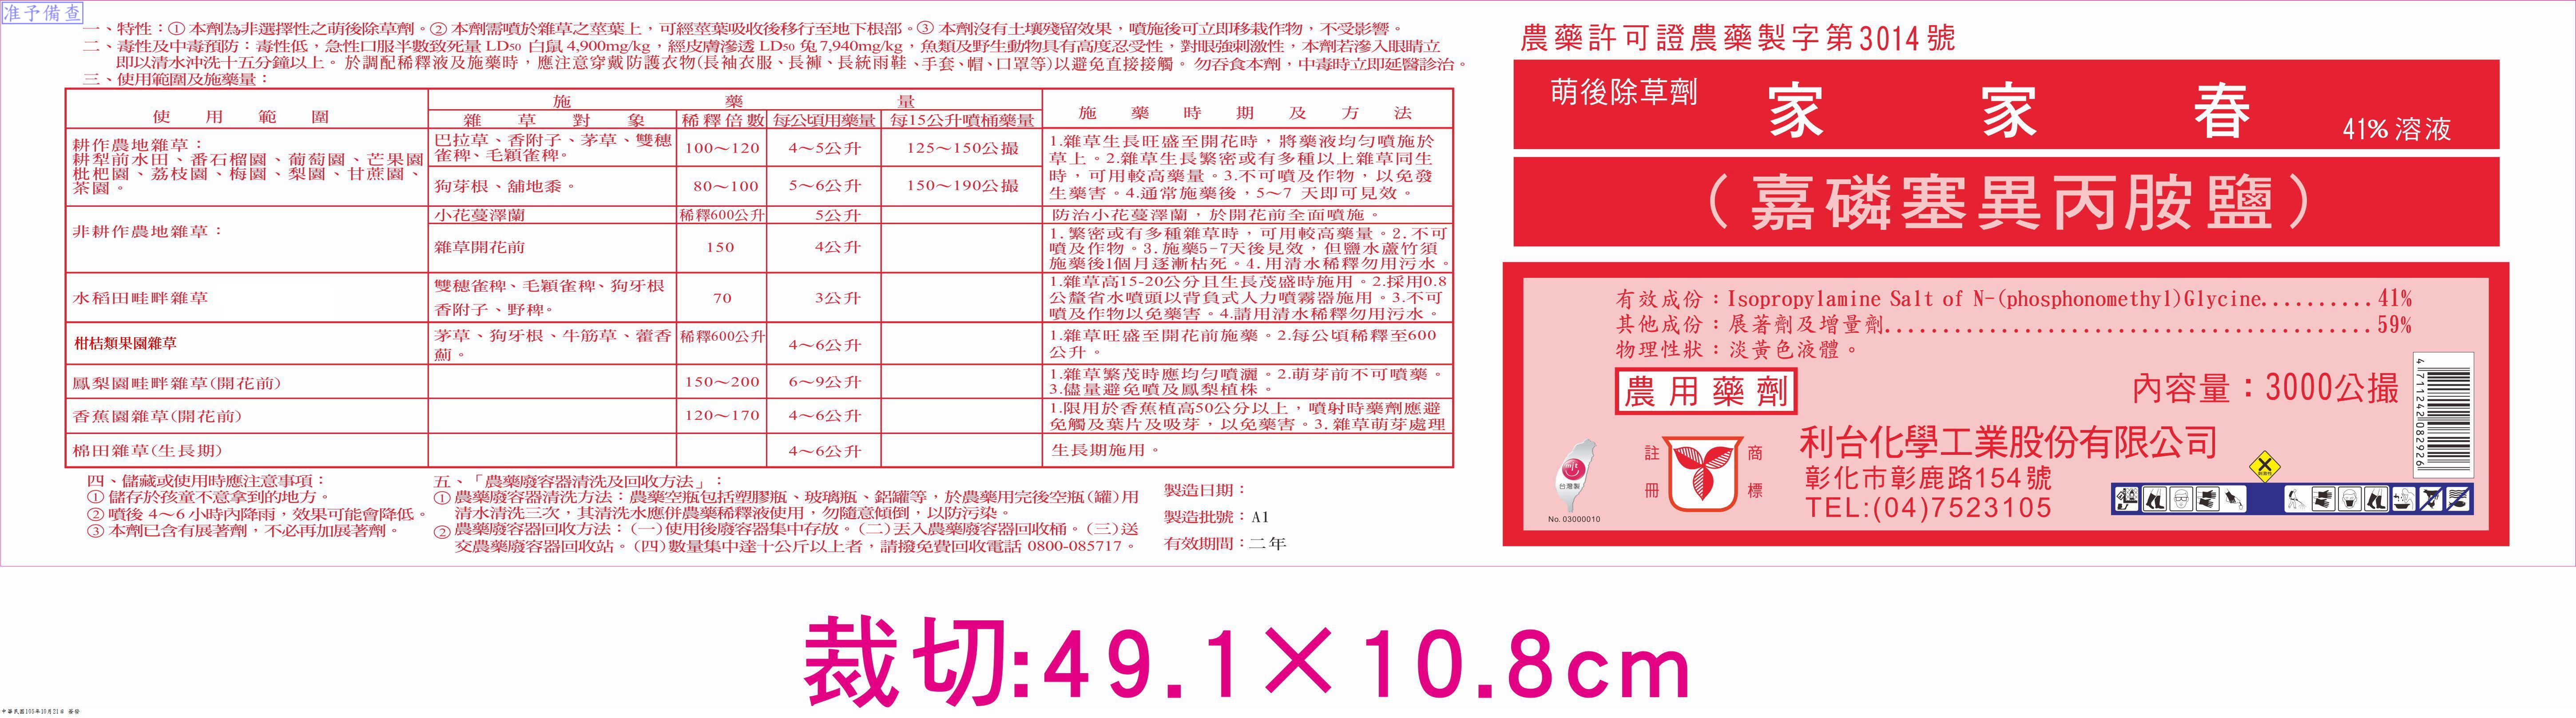 准予備查
一、特性：① 本劑為非選擇性之萌後除草劑。② 本劑需噴於雜草之莖葉上，可經莖葉吸收後移行至地下根部。③ 本劑沒有土壤殘留效果，噴施後可立即移栽作物，不受影響。
二、毒性及中毒預防：毒性低，急性口服半數致死量 LD50 白鼠 4,900mg/kg，經皮膚滲透 LD50 兔 7,940mg/kg，魚類及野生動物具有高度忍受性，對眼強刺激性，本劑若滲入眼睛立
即以清水沖洗十五分鐘以上。於調配稀釋液及施藥時，應注意穿戴防護衣物(長袖衣服、長褲、長統雨鞋、手套、帽、口罩等)以避免直接接觸。勿吞食本劑，中毒時立即延醫診治。
三、使用範圍及施藥量：
使用範圍
施藥量
施藥時期及方法
雜草對象 稀釋倍數 每公頃用藥量 每15公升噴桶藥量
耕作農地雜草：
耕犁前水田、番石榴園、葡萄園、芒果園
枇杷園、荔枝園、梅園、梨園、甘蔗園、
茶園。
巴拉草、香附子、茅草、雙穗
雀稗、毛穎雀稗。
100～120 4～5公升 125～150公撮
狗芽根、舖地黍。 80～100 5～6公升 150～190公撮
1.雜草生長旺盛至開花時，將藥液均勻噴施於
草上。2.雜草生長繁密或有多種以上雜草同生
時，可用較高藥量。3.不可噴及作物，以免發
生藥害。4.通常施藥後，5～7 天即可見效。
非耕作農地雜草：
小花蔓澤蘭 稀釋600公升 5公升 防治小花蔓澤蘭，於開花前全面噴施。
雜草開花前 150 4公升
1.繁密或有多種雜草時，可用較高藥量。2.不可
噴及作物。3.施藥5-7天後見效，但鹽水蘆竹須
施藥後1個月逐漸枯死。4.用清水稀釋勿用污水。
水稻田畦畔雜草
雙穗雀稗、毛穎雀稗、狗牙根
香附子、野稗。
70 3公升
1.雜草高15-20公分且生長茂盛時施用。2.採用0.8
公釐省水噴頭以背負式人力噴霧器施用。3.不可
噴及作物以免藥害。4.請用清水稀釋勿用污水。
柑桔類果園雜草
茅草、狗牙根、牛筋草、藿香
薊。
稀釋600公升 4～6公升
1.雜草旺盛至開花前施藥。2.每公頃稀釋至600
公升。
鳳梨園畦畔雜草(開花前) 150～200 6～9公升
1.雜草繁茂時應均勻噴灑。2.萌芽前不可噴藥。
3.儘量避免噴及鳳梨植株。
香蕉園雜草(開花前) 120～170 4～6公升
1.限用於香蕉植高50公分以上，噴射時藥劑應避
免觸及葉片及吸芽，以免藥害。3.雜草萌芽處理
棉田雜草(生長期) 4～6公升 生長期施用。
四、儲藏或使用時應注意事項：
① 儲存於孩童不意拿到的地方。
② 噴後 4～6 小時內降雨，效果可能會降低。
③ 本劑已含有展著劑，不必再加展著劑。
五、「農藥廢容器清洗及回收方法」：
① 農藥廢容器清洗方法：農藥空瓶包括塑膠瓶、玻璃瓶、鋁罐等，於農藥用完後空瓶(罐)用
清水清洗三次，其清洗水應併農藥稀釋液使用，勿隨意傾倒，以防污染。
② 農藥廢容器回收方法：(一)使用後廢容器集中存放。(二)丟入農藥廢容器回收桶。(三)送
交農藥廢容器回收站。(四)數量集中達十公斤以上者，請撥免費回收電話 0800-085717。
製造日期：
製造批號：A1
有效期間：二年
農藥許可證農藥製字第3014號
萌後除草劑
家家春
41%溶液
（嘉磷塞異丙胺鹽）
有效成份：Isopropylamine Salt of N-(phosphonomethyl)Glycine..........41%
其他成份：展著劑及增量劑..........................................59%
物理性狀：淡黃色液體。
農用藥劑
內容量：3000公撮
4 711242 082926
台灣製
No. 03000010
註冊
商標
利台化學工業股份有限公司
彰化市彰鹿路154號
TEL:(04)7523105
裁切:49.1×10.8cm